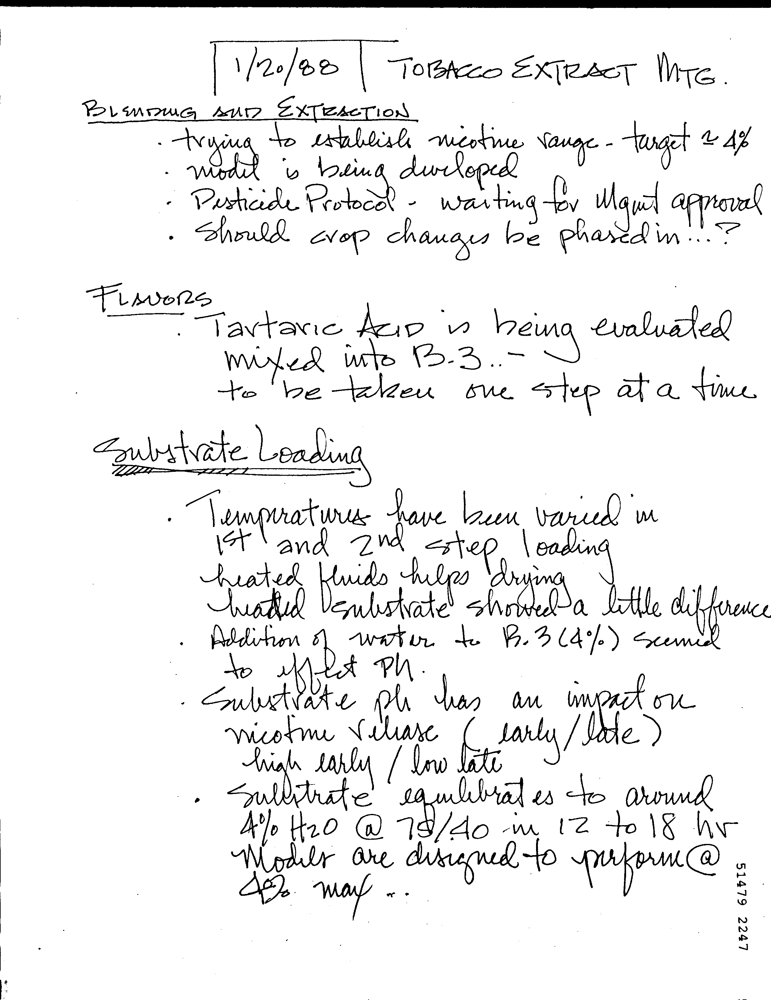 1/20/88 TOBACCO EXTRACT MTG.
BLENDING AND EXTRACTION
· trying to establish nicotine range - target ≃ 4%
· model is being developed
· Pesticide Protocol - waiting for Mgmt approval
· Should crop changes be phased in...?
FLAVORS
· Tartaric ACID is being evaluated
mixed into B-3..-
to be taken one step at a time
Substrate Loading
· Temperatures have been varied in
1st and 2nd step loading
heated fluids helps drying
heated substrate showed a little difference
· Addition of water to B.3 (4%) seemed
to effect Ph.
· Substrate ph has an impact on
nicotine release (early/late)
high early / low late
· Substrate equilibrates to around
4% H2O @ 75/40 in 12 to 18 hr
Models are designed to perform @
4% max ..
51479 2247